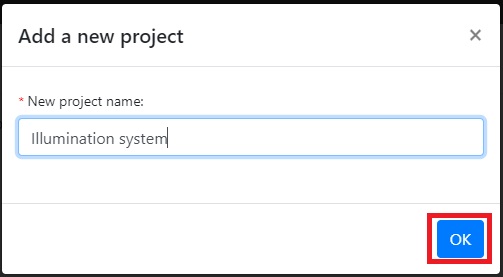 Add a new project ×
* New project name:
Illumination system
OK